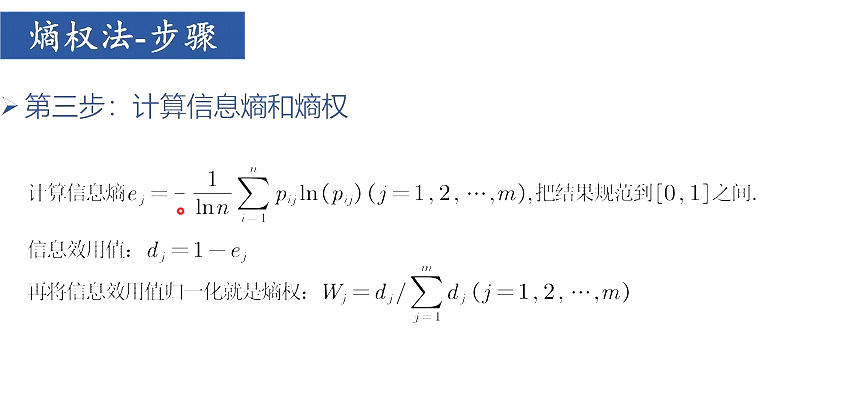 熵权法-步骤
➢ 第三步：计算信息熵和熵权
计算信息熵 e_j = - \frac{1}{\ln n} \sum_{i=1}^{n} p_{ij} ln(p_{ij}) (j=1,2,⋯,m),把结果规范到[0,1]之间.
信息效用值：d_j = 1 - e_j
再将信息效用值归一化就是熵权：W_j = d_j / \sum_{j=1}^{m} d_j (j=1,2,⋯,m)